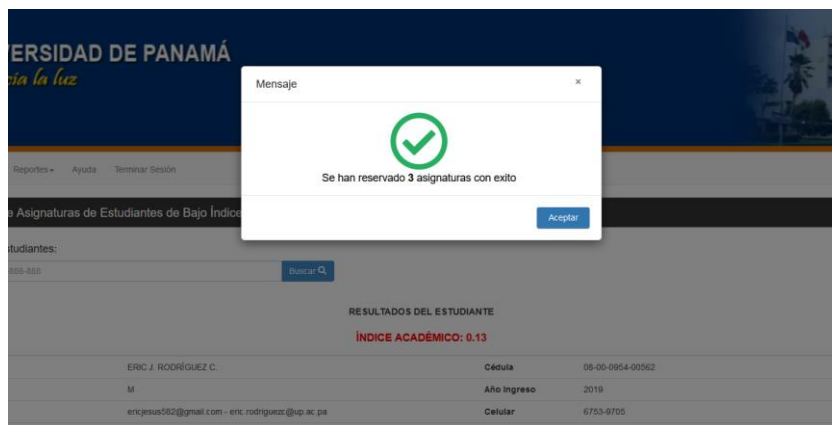 ERSIDAD DE PANAMÁ
cia la luz
Mensaje ×
Se han reservado 3 asignaturas con exito
Aceptar
Reportes Ayuda Terminar Sesión
e Asignaturas de Estudiantes de Bajo Índice
studiantes:
Buscar
RESULTADOS DEL ESTUDIANTE
ÍNDICE ACADÉMICO: 0.13
ERIC J. RODRÍGUEZ C. Cédula 08-00-0954-00562
M Año Ingreso 2019
ericjesus582@gmail.com - eric.rodriguezc@up.ac.pa Celular 6753-9705